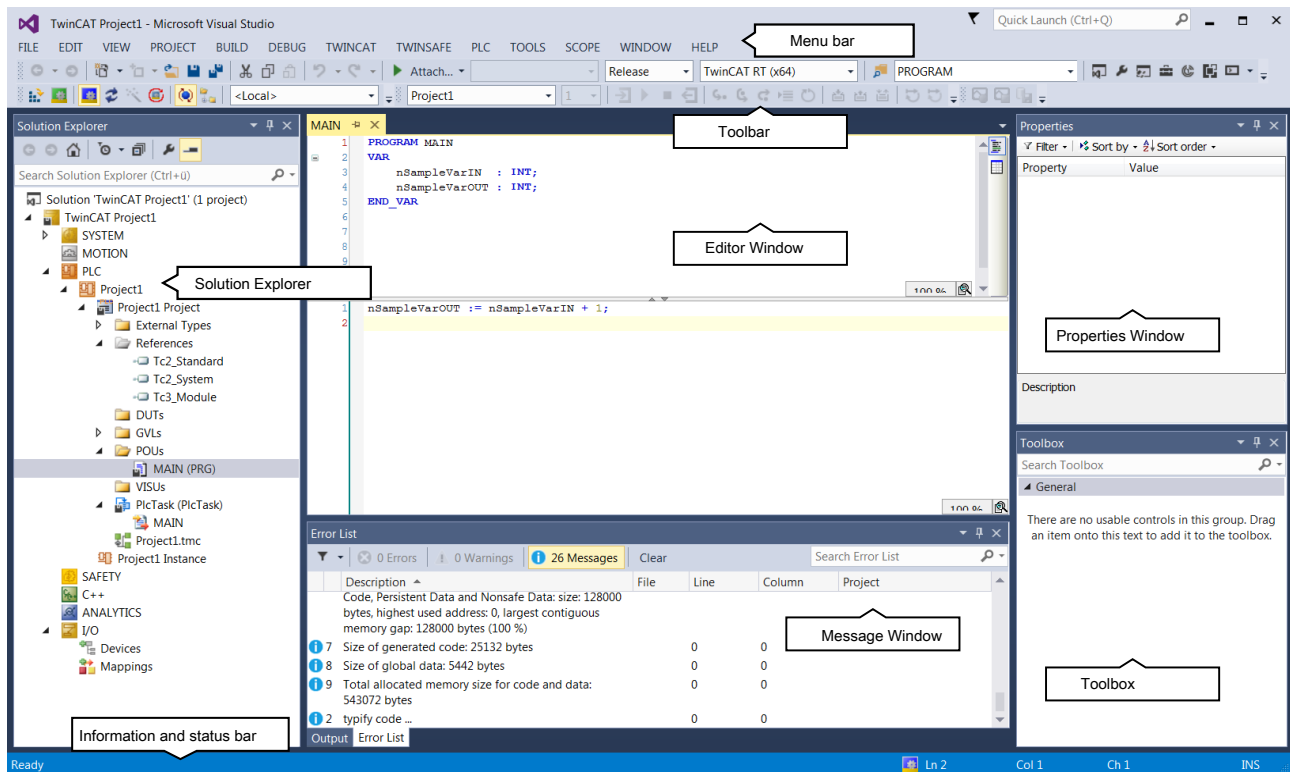 TwinCAT Project1 - Microsoft Visual Studio
Quick Launch (Ctrl+Q)
FILE EDIT VIEW PROJECT BUILD DEBUG TWINCAT TWINSAFE PLC TOOLS SCOPE WINDOW HELP
Menu bar
Attach... Release TwinCAT RT (x64) PROGRAM
<Local> Project1 1
Toolbar
Solution Explorer
Search Solution Explorer (Ctrl+ü)
Solution 'TwinCAT Project1' (1 project)
TwinCAT Project1
SYSTEM
MOTION
PLC
Project1
Solution Explorer
Project1 Project
External Types
References
Tc2_Standard
Tc2_System
Tc3_Module
DUTs
GVLs
POUs
MAIN (PRG)
VISUs
PlcTask (PlcTask)
MAIN
Project1.tmc
Project1 Instance
SAFETY
C++
ANALYTICS
I/O
Devices
Mappings
MAIN
1 PROGRAM MAIN
2 VAR
3 nSampleVarIN : INT;
4 nSampleVarOUT : INT;
5 END_VAR
6
7
8
9
Editor Window
100 %
1 nSampleVarOUT := nSampleVarIN + 1;
2
100 %
Error List
0 Errors 0 Warnings 26 Messages Clear Search Error List
Description File Line Column Project
Code, Persistent Data and Nonsafe Data: size: 128000
bytes, highest used address: 0, largest contiguous
memory gap: 128000 bytes (100 %)
7 Size of generated code: 25132 bytes 0 0
8 Size of global data: 5442 bytes 0 0
9 Total allocated memory size for code and data: 0 0
543072 bytes
2 typify code ... 0 0
Message Window
Output Error List
Properties
Filter Sort by Sort order
Property Value
Properties Window
Description
Toolbox
Search Toolbox
General
There are no usable controls in this group. Drag
an item onto this text to add it to the toolbox.
Toolbox
Information and status bar
Ready Ln 2 Col 1 Ch 1 INS